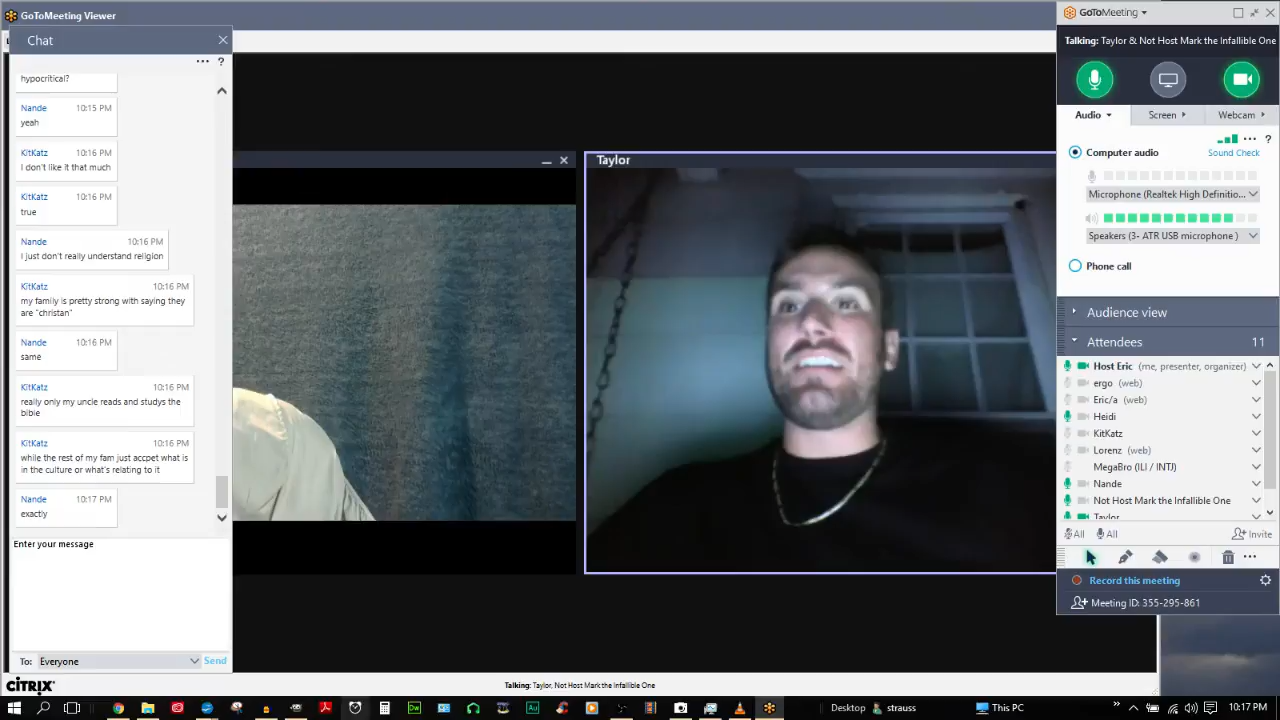 GoToMeeting Viewer
GoToMeeting
Chat
Talking: Taylor & Not Host Mark the Infallible One
hypocritical?
Nande 10:15 PM
yeah
KitKatz 10:16 PM
I don't like it that much
KitKatz 10:16 PM
true
Nande 10:16 PM
I just don't really understand religion
KitKatz 10:16 PM
my family is pretty strong with saying they
are "christan"
Nande 10:16 PM
same
KitKatz 10:16 PM
really only my uncle reads and studys the
bibie
KitKatz 10:16 PM
while the rest of my fam just accpet what is
in the culture or what's relating to it
Nande 10:17 PM
exactly
Enter your message
To: Everyone Send
CITRIX
Taylor
Talking: Taylor, Not Host Mark the Infallible One
Audio Screen Webcam
Computer audio Sound Check
Microphone (Realtek High Definitio...
Speakers (3- ATR USB microphone )
Phone call
Audience view
Attendees 11
Host Eric (me, presenter, organizer)
ergo (web)
Eric/a (web)
Heidi
KitKatz
Lorenz (web)
MegaBro (ILI / INTJ)
Nande
Not Host Mark the Infallible One
Taylor
All All Invite
Record this meeting
Meeting ID: 355-295-861
Desktop strauss This PC 10:17 PM